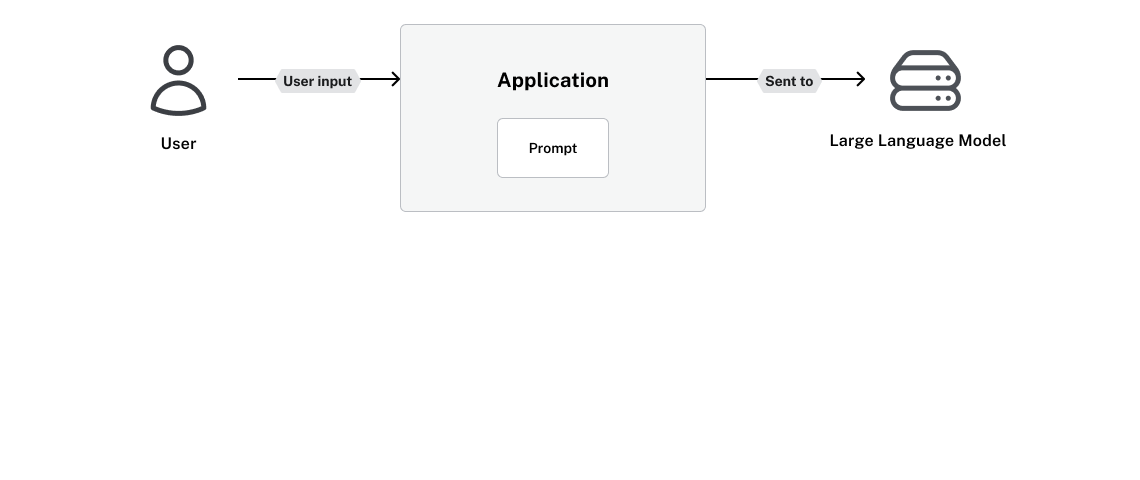 User
User input
Application
Prompt
Sent to
Large Language Model